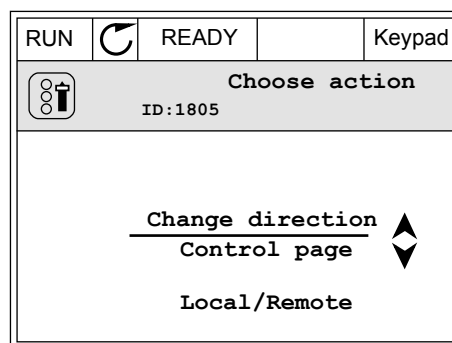 RUN READY Keypad
Choose action
ID:1805
Change direction
Control page
Local/Remote